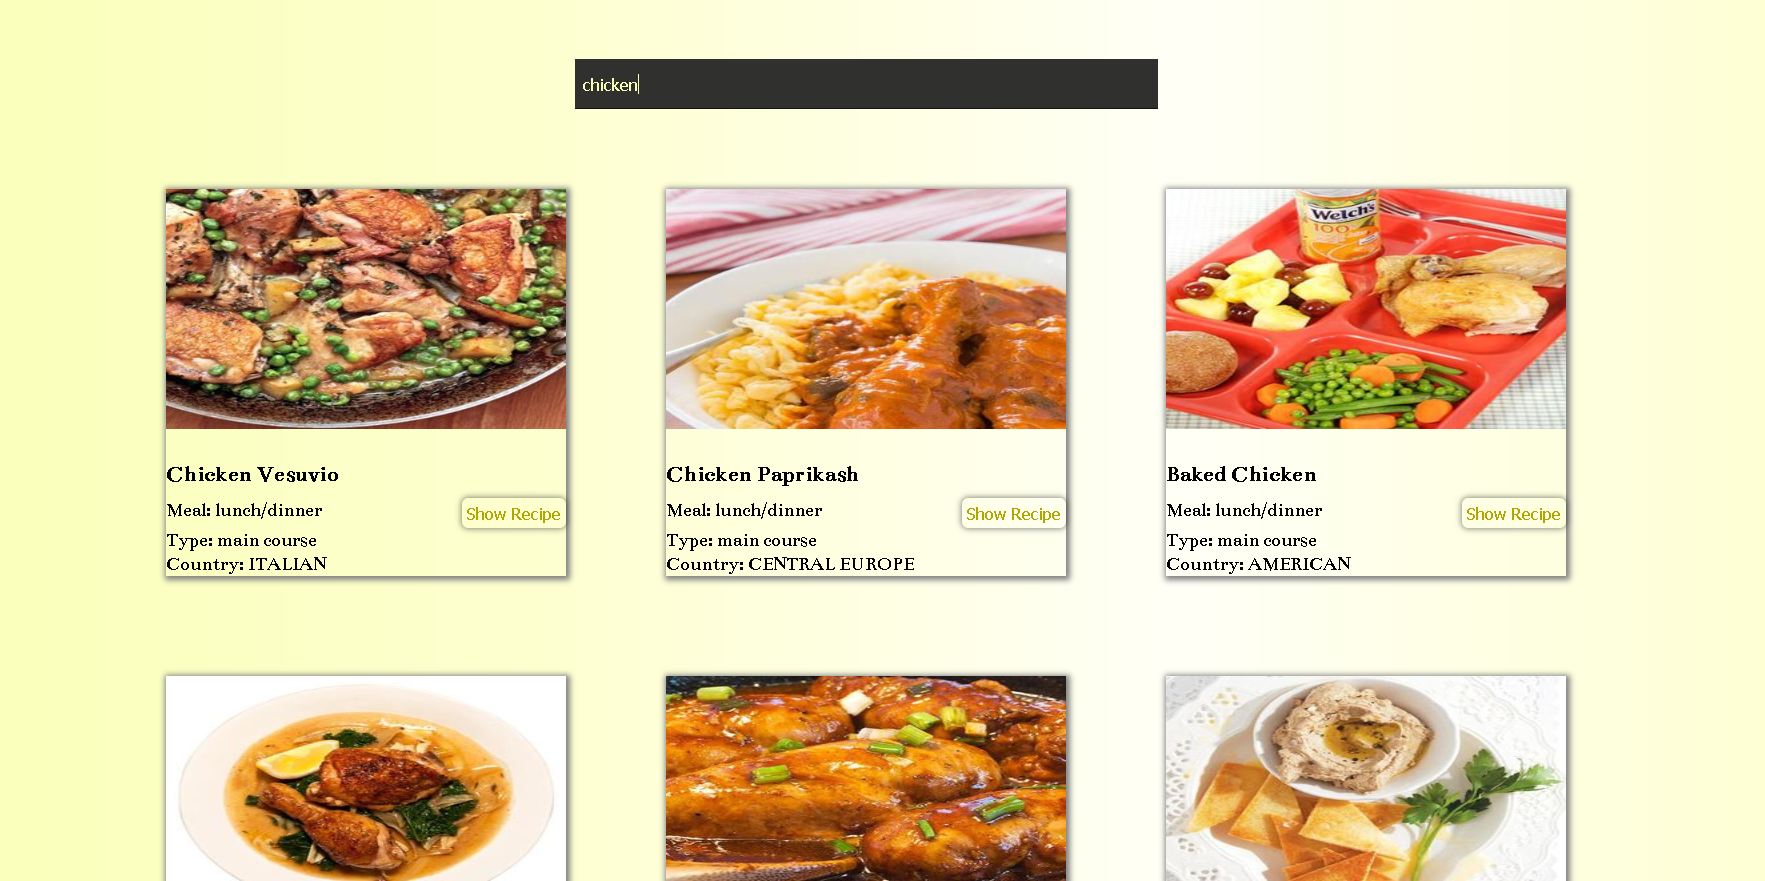 chicken
Welch's
100
Chicken Vesuvio
Meal: lunch/dinner
Show Recipe
Type: main course
Country: ITALIAN
Chicken Paprikash
Meal: lunch/dinner
Show Recipe
Type: main course
Country: CENTRAL EUROPE
Baked Chicken
Meal: lunch/dinner
Show Recipe
Type: main course
Country: AMERICAN